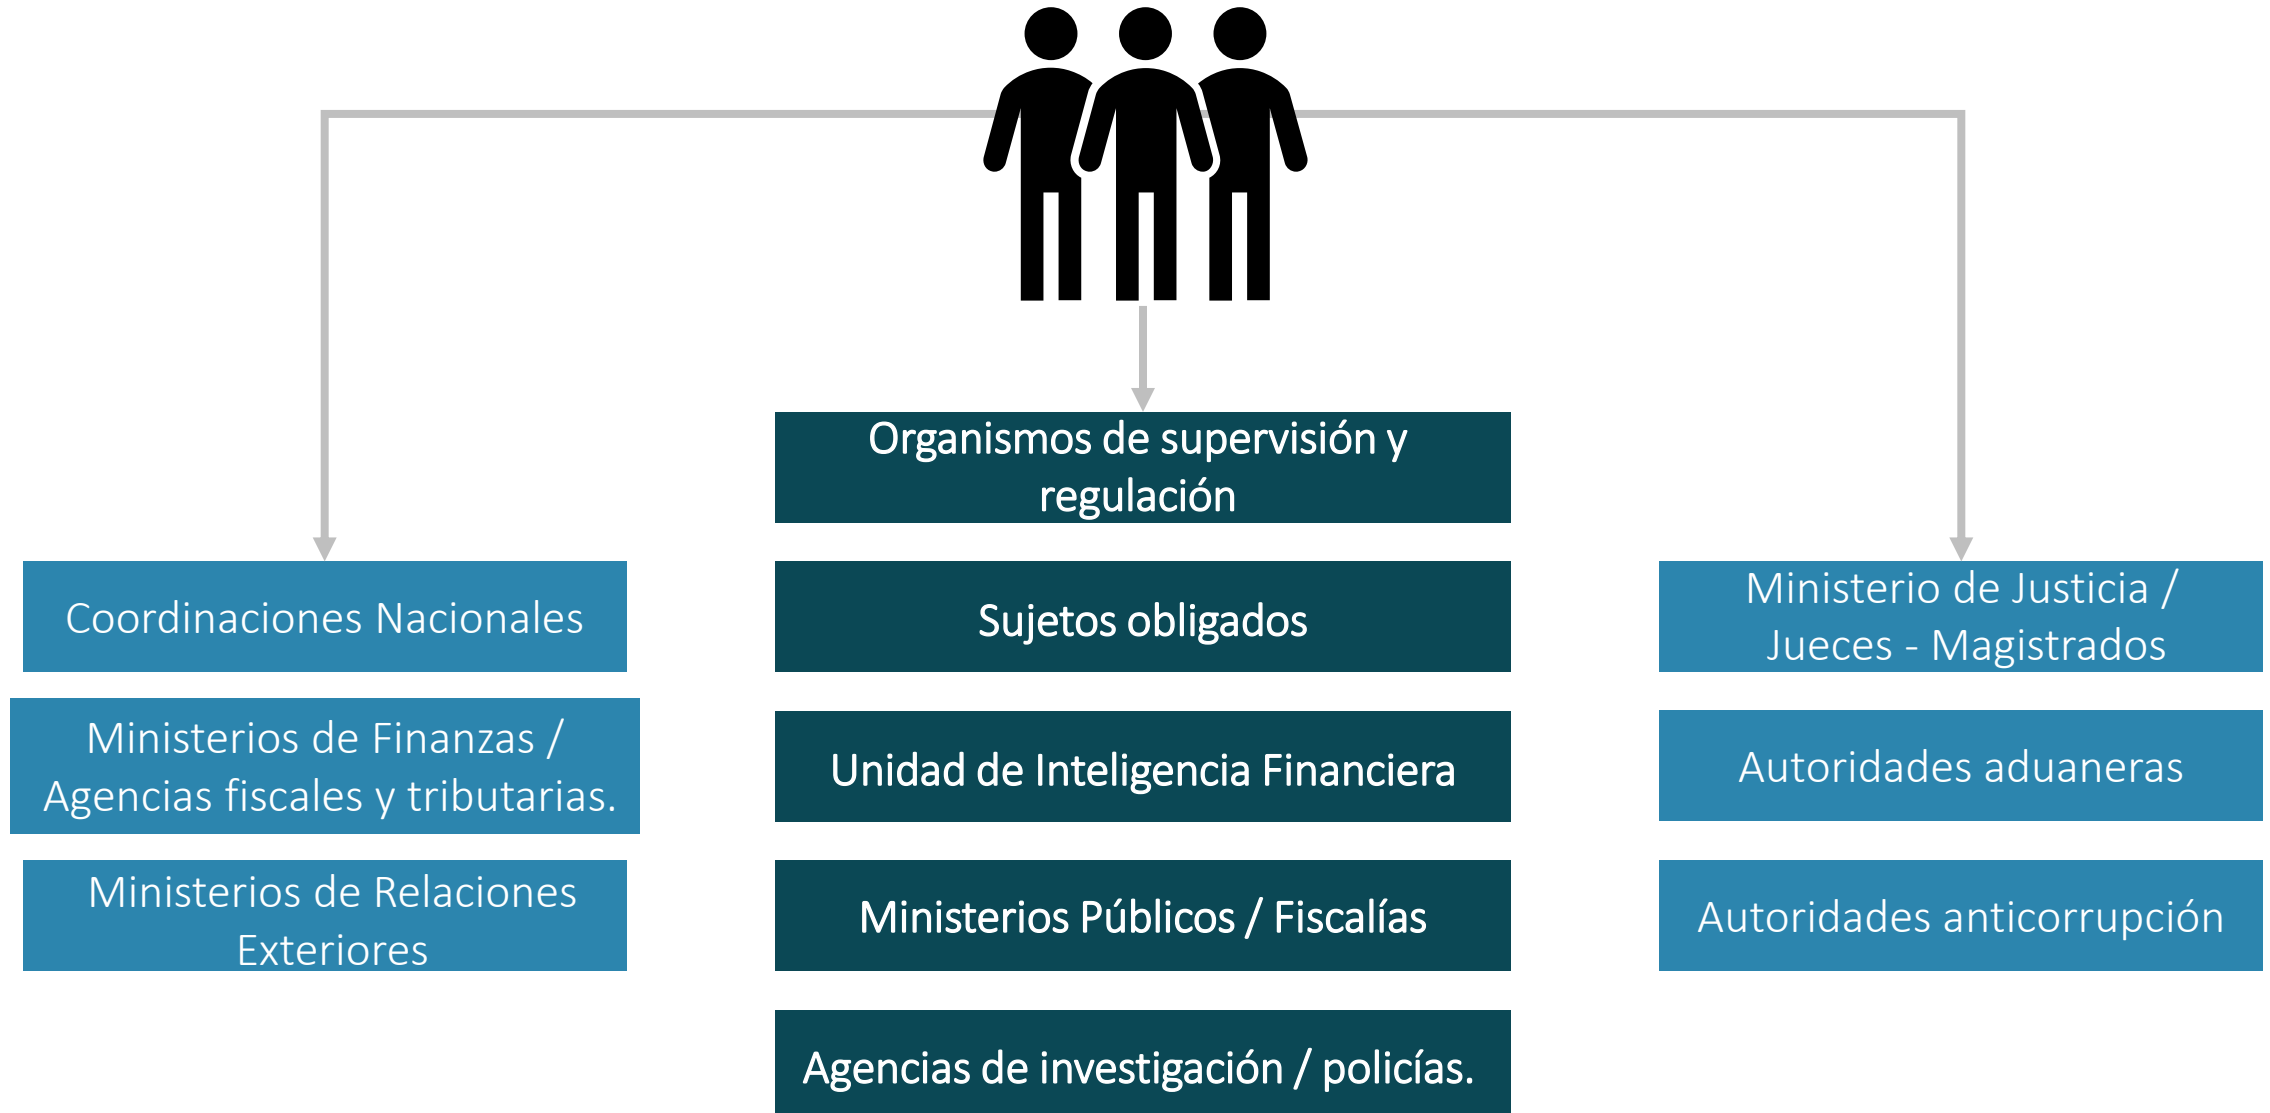 Organismos de supervisión y
regulación
Coordinaciones Nacionales
Sujetos obligados
Ministerio de Justicia /
Jueces - Magistrados
Ministerios de Finanzas /
Agencias fiscales y tributarias.
Unidad de Inteligencia Financiera
Autoridades aduaneras
Ministerios de Relaciones
Exteriores
Ministerios Públicos / Fiscalías
Autoridades anticorrupción
Agencias de investigación / policías.